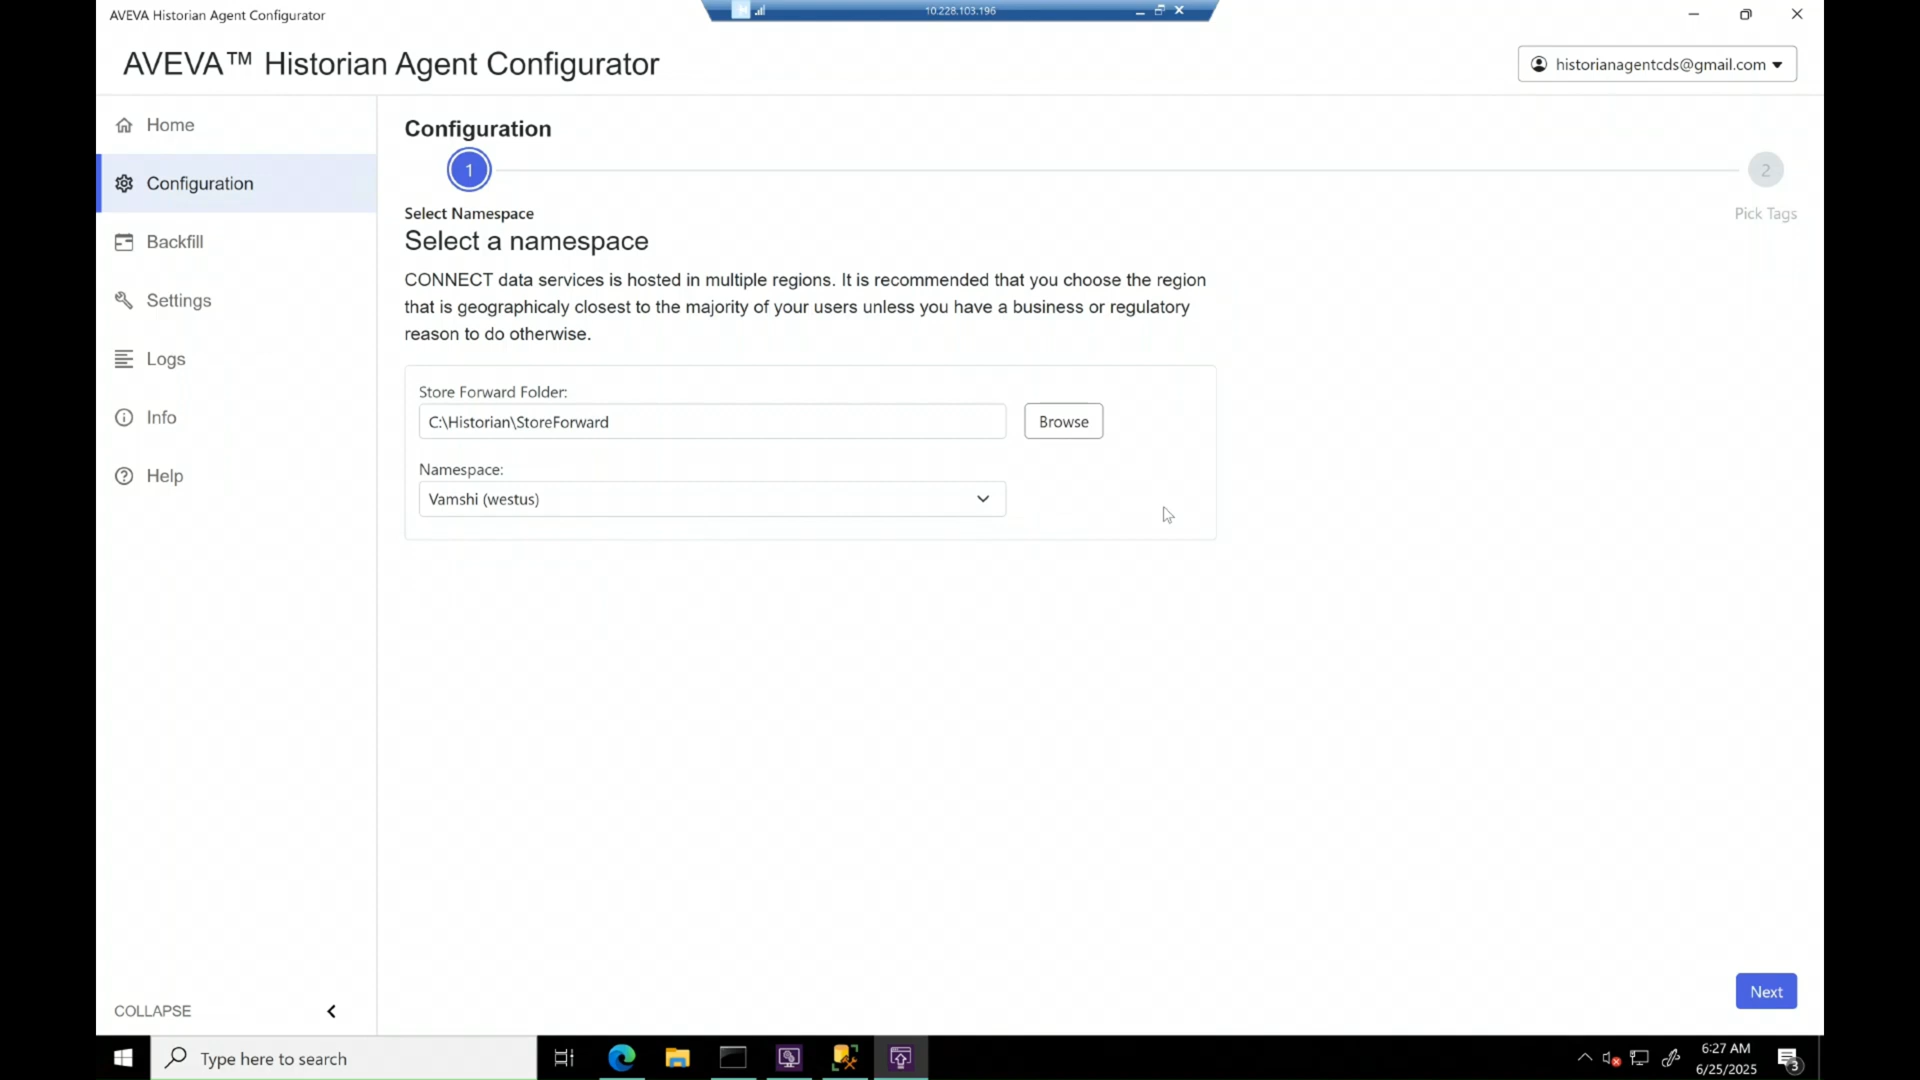 AVEVA Historian Agent Configurator
10.228.103.196
AVEVA™ Historian Agent Configurator
historianagentcds@gmail.com
Home
Configuration
Backfill
Settings
Logs
Info
Help
COLLAPSE
Configuration
1
2
Select Namespace
Pick Tags
Select a namespace
CONNECT data services is hosted in multiple regions. It is recommended that you choose the region
that is geographicaly closest to the majority of your users unless you have a business or regulatory
reason to do otherwise.
Store Forward Folder:
C:\Historian\StoreForward
Browse
Namespace:
Vamshi (westus)
Next
Type here to search
6:27 AM
6/25/2025
3